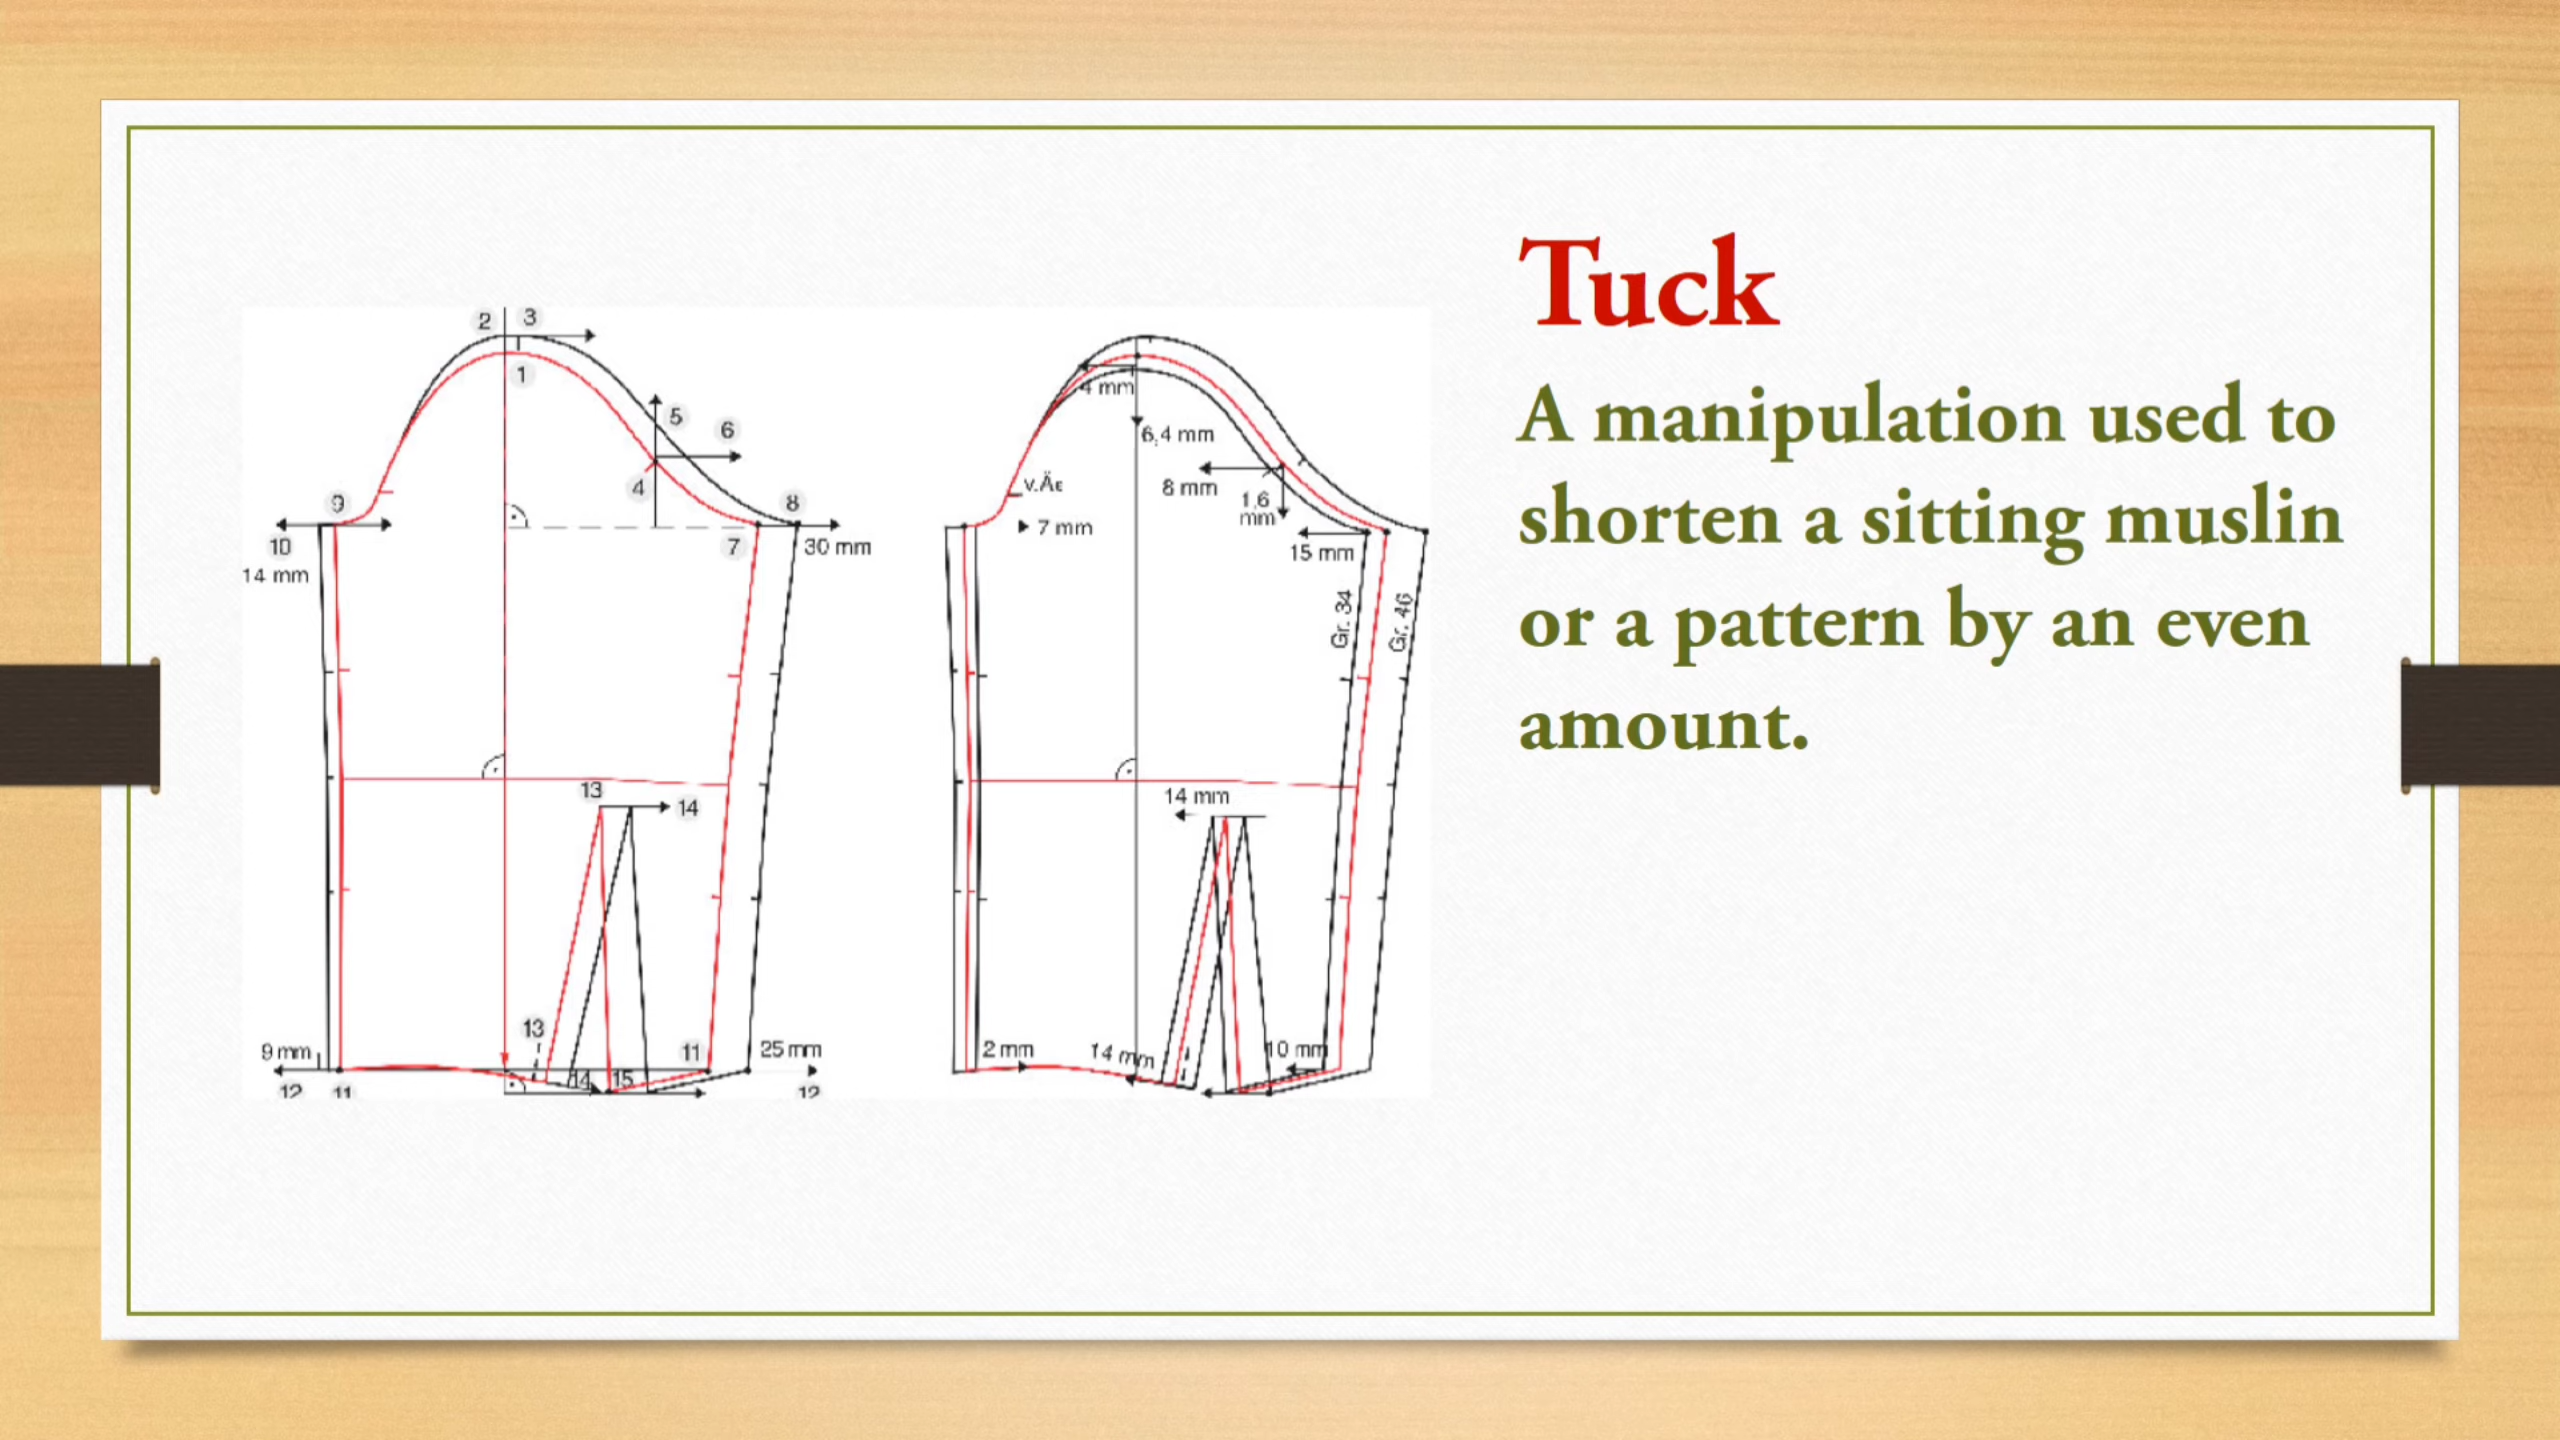 2 3
1
5
6
4
9
8
10
7
30 mm
14 mm
13
14
13
11
25 mm
9 mm
14 15
12 11
12
4 mm
6,4 mm
v.Äe
8 mm
1,6
mm
7 mm
15 mm
Gr. 34
Gr. 46
14 mm
2 mm
14 mm
10 mm
Tuck
A manipulation used to
shorten a sitting muslin
or a pattern by an even
amount.